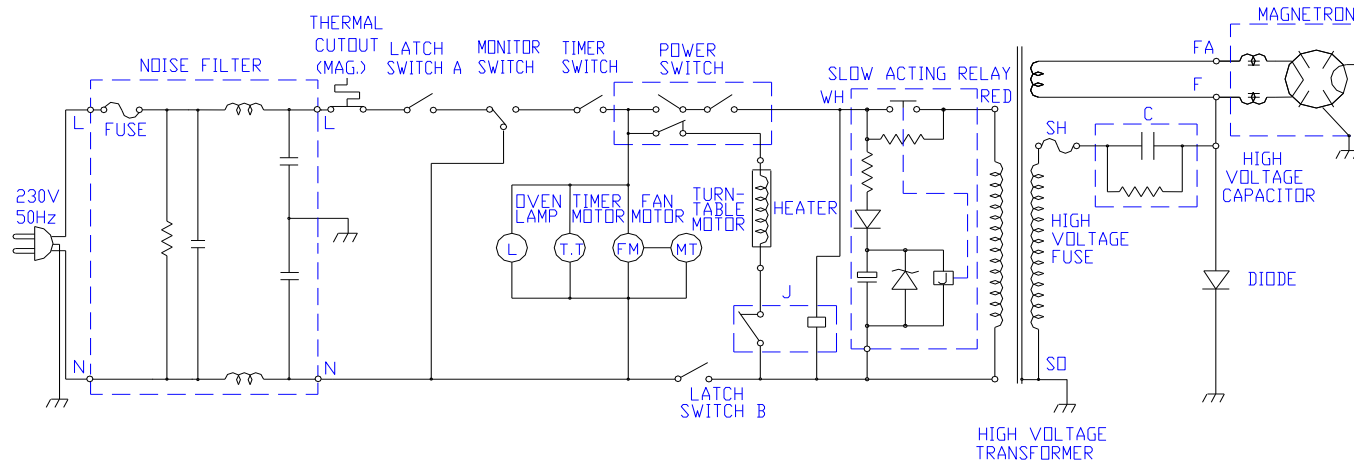 MAGNETRON
THERMAL
CUTOUT
(MAG.)
LATCH
SWITCH A
MONITOR
SWITCH
TIMER
SWITCH
POWER
SWITCH
FA
NOISE FILTER
SLOW ACTING RELAY
F
WH
RED
L
FUSE
L
SH
C
HIGH
VOLTAGE
CAPACITOR
230V
50Hz
OVEN
LAMP
TIMER
MOTOR
FAN
MOTOR
TURN-
TABLE
MOTOR
HEATER
HIGH
VOLTAGE
FUSE
L
T.T
FM
MT
J
DIODE
J
N
N
SO
LATCH
SWITCH B
HIGH VOLTAGE
TRANSFORMER